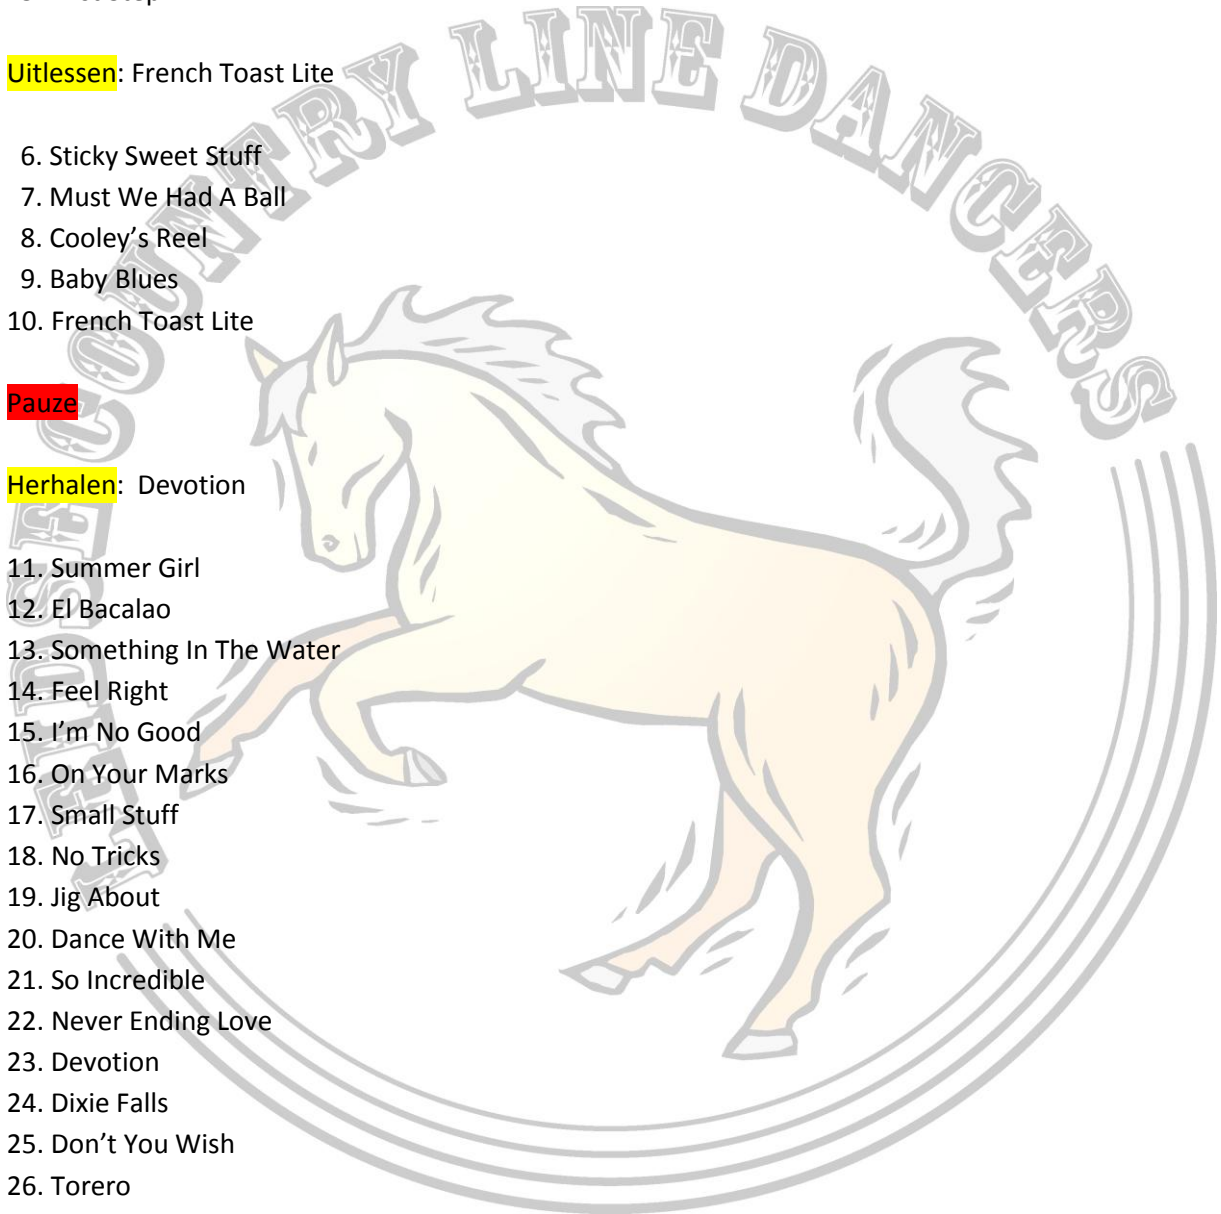 Uitlessen: French Toast Lite
6. Sticky Sweet Stuff
7. Must We Had A Ball
8. Cooley’s Reel
9. Baby Blues
10. French Toast Lite
Pauze
Herhalen: Devotion
11. Summer Girl
12. El Bacalao
13. Something In The Water
14. Feel Right
15. I’m No Good
16. On Your Marks
17. Small Stuff
18. No Tricks
19. Jig About
20. Dance With Me
21. So Incredible
22. Never Ending Love
23. Devotion
24. Dixie Falls
25. Don’t You Wish
26. Torero
COUNTRY LINE DANCERS